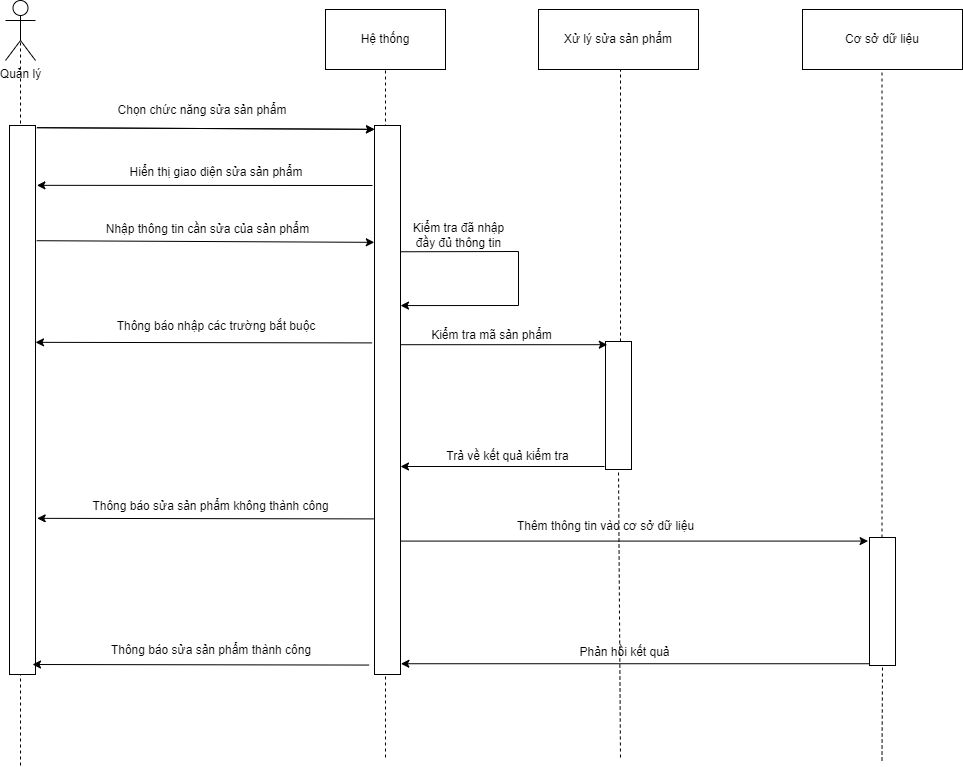 Quản lý
Hệ thống
Xử lý sửa sản phẩm
Cơ sở dữ liệu
Chọn chức năng sửa sản phẩm
Hiển thị giao diện sửa sản phẩm
Nhập thông tin cần sửa của sản phẩm
Kiểm tra đã nhập
đầy đủ thông tin
Thông báo nhập các trường bắt buộc
Kiểm tra mã sản phẩm
Trả về kết quả kiểm tra
Thông báo sửa sản phẩm không thành công
Thêm thông tin vào cơ sở dữ liệu
Thông báo sửa sản phẩm thành công
Phản hồi kết quả